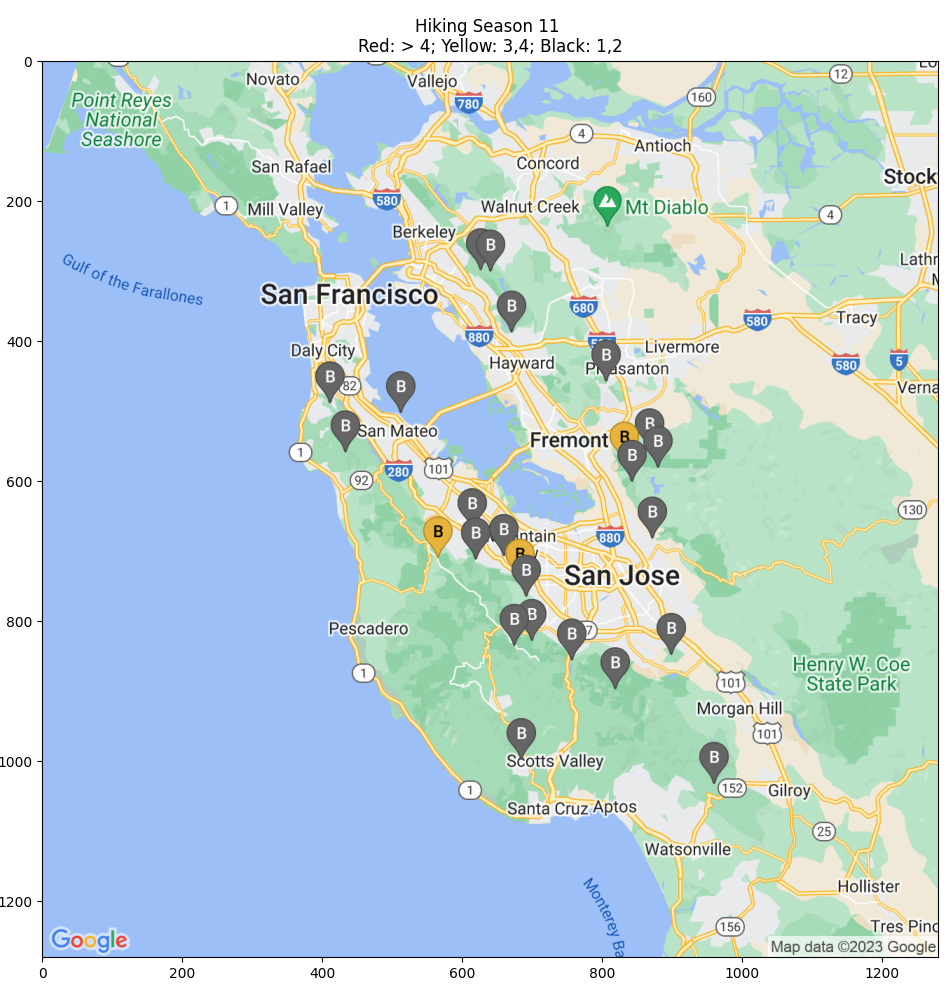 Hiking Season 11
Red: > 4; Yellow: 3,4; Black: 1,2
0
200
400
600
800
1000
1200
Novato
Vallejo
12
780
160
Point Reyes
National
Seashore
4
Antioch
Concord
San Rafael
Stock
580
Walnut Creek
Mt Diablo
1
Mill Valley
4
Berkeley
B
Gulf of the Farallones
San Francisco
680
B
580
Tracy
880
Daly City
Livermore
B
Hayward
Pleasanton
580
5
B
82
B
Verna
B
San Mateo
Fremont
B
B
B
1
280
101
92
B
130
B
B
B
B
B
880
B
B
San Jose
B
B
Pescadero
B
B
B
1
Henry W. Coe
State Park
101
Morgan Hill
B
101
Scotts Valley
B
1
152
Gilroy
Santa Cruz
Aptos
25
Watsonville
Hollister
156
Tres Pino
Monterey Ba
Google
Map data ©2023 Google
0
200
400
600
800
1000
1200